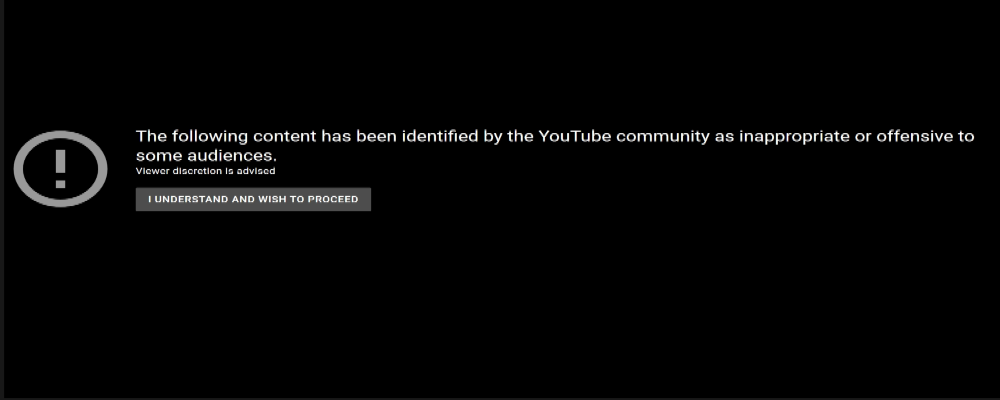 The following content has been identified by the YouTube community as inappropriate or offensive to
some audiences.
Viewer discretion is advised
I UNDERSTAND AND WISH TO PROCEED